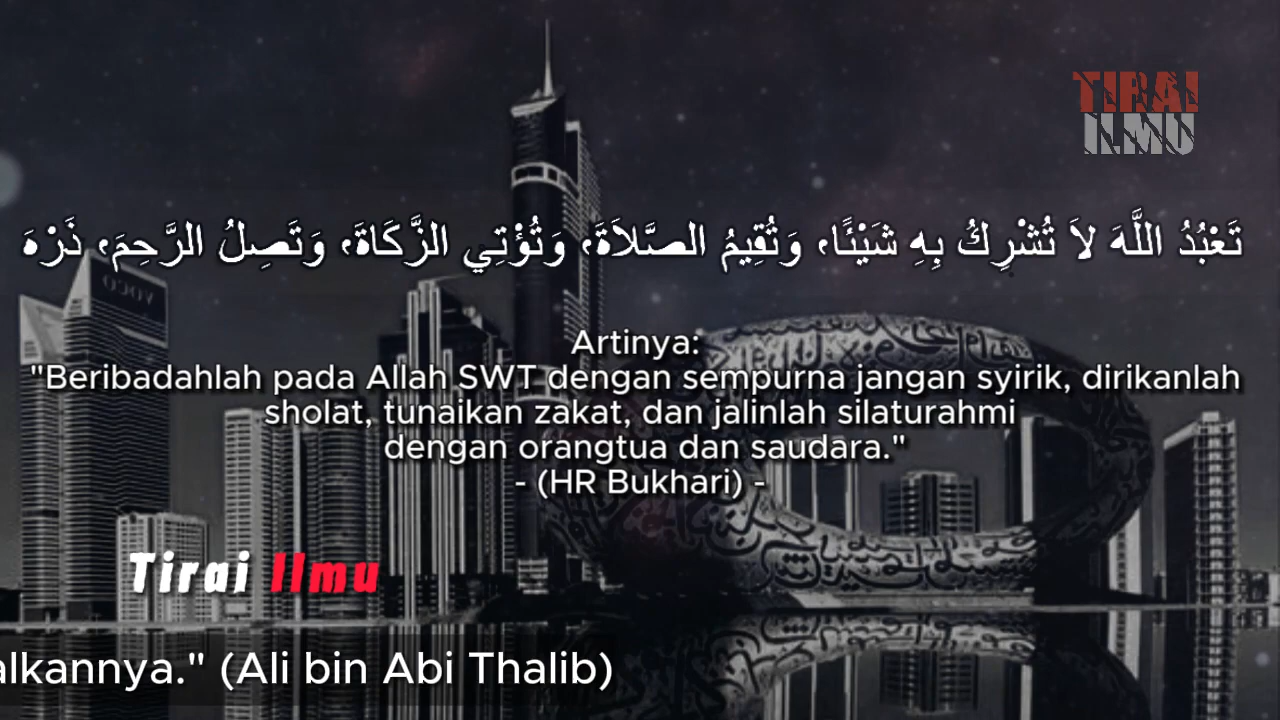 TIRAI
ILMU
تَعْبُدُ اللَّهَ لاَ تُشْرِكُ بِهِ شَيْئًا، وَتُقِيمُ الصَّلاَةَ، وَتُؤْتِي الزَّكَاةَ، وَتَصِلُ الرَّحِمَ، ذَرْهَ
VOCO
Artinya:
"Beribadahlah pada Allah SWT dengan sempurna jangan syirik, dirikanlah
sholat, tunaikan zakat, dan jalinlah silaturahmi
dengan orangtua dan saudara."
- (HR Bukhari) -
Tirai Ilmu
alkannya." (Ali bin Abi Thalib)